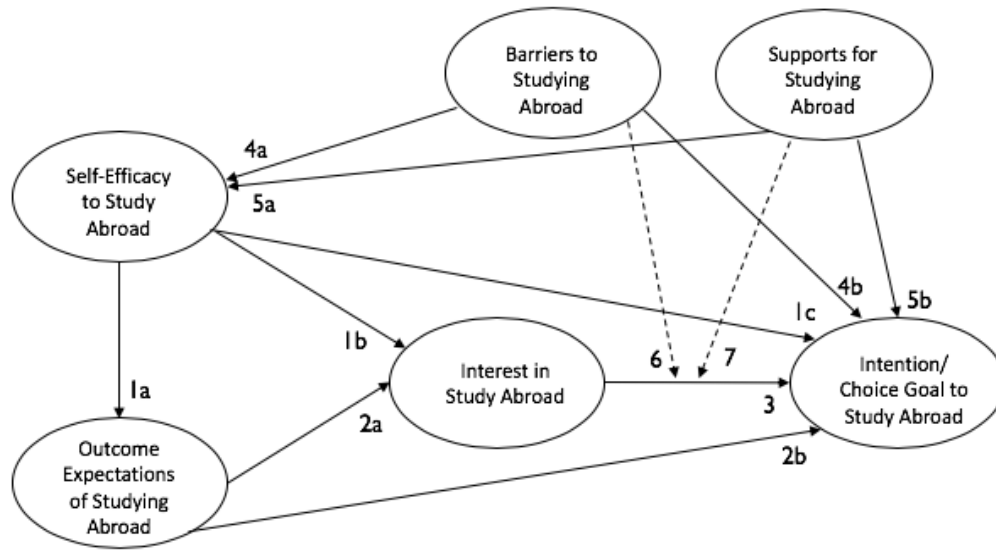 Barriers to
Studying
Abroad
Supports for
Studying
Abroad
4a
Self-Efficacy
to Study
Abroad
5a
4b
5b
1c
1b
6
7
Interest in
Study Abroad
Intention/
Choice Goal to
Study Abroad
1a
2a
3
Outcome
Expectations
of Studying
Abroad
2b